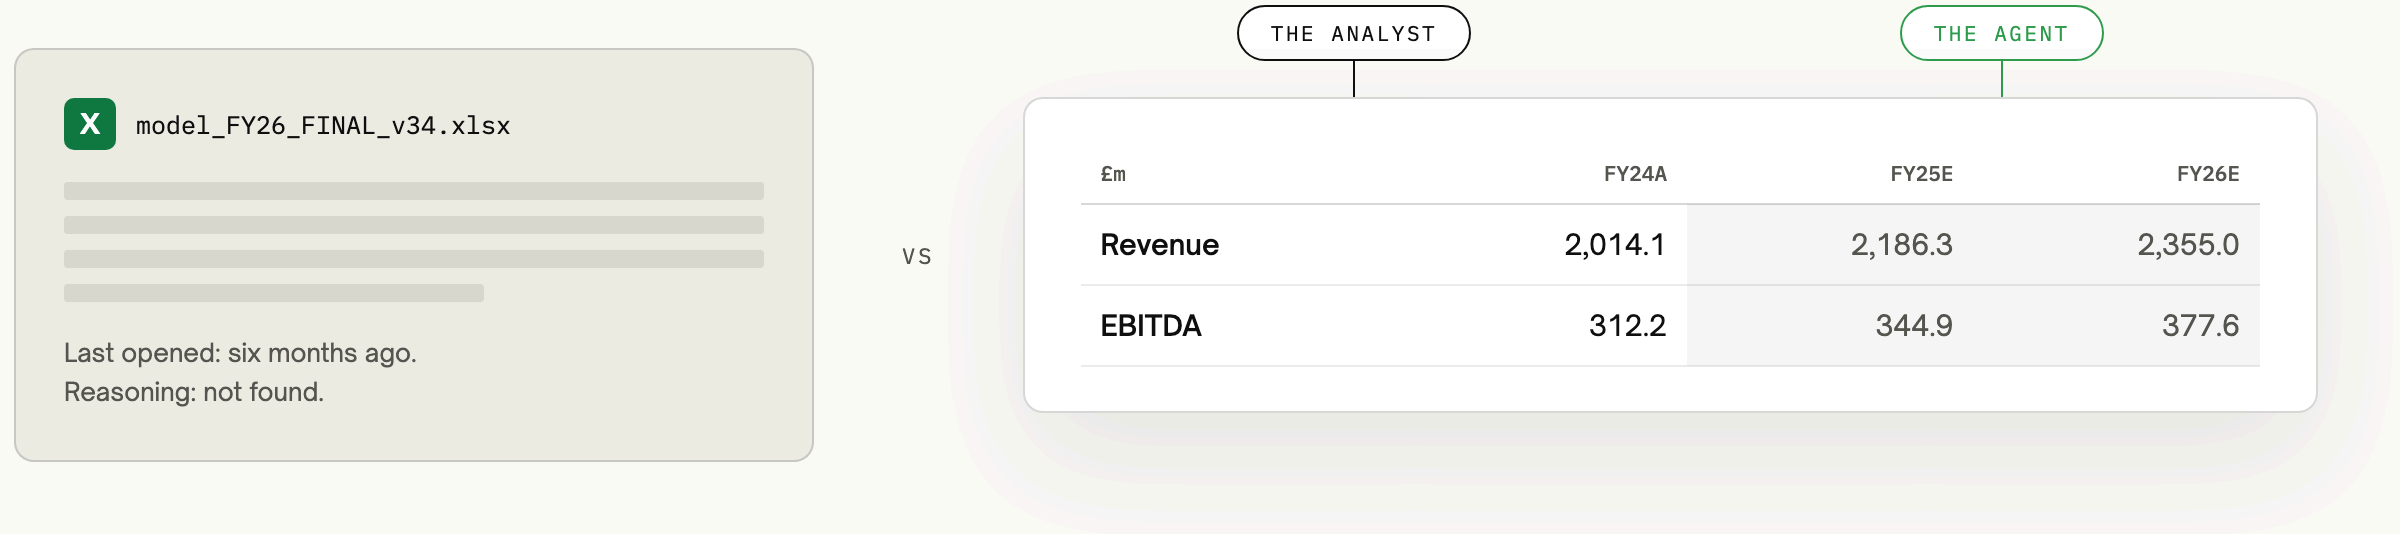 X model_FY26_FINAL_v34.xlsx
Last opened: six months ago.
Reasoning: not found.
VS
THE ANALYST
THE AGENT
£m FY24A FY25E FY26E
Revenue 2,014.1 2,186.3 2,355.0
EBITDA 312.2 344.9 377.6